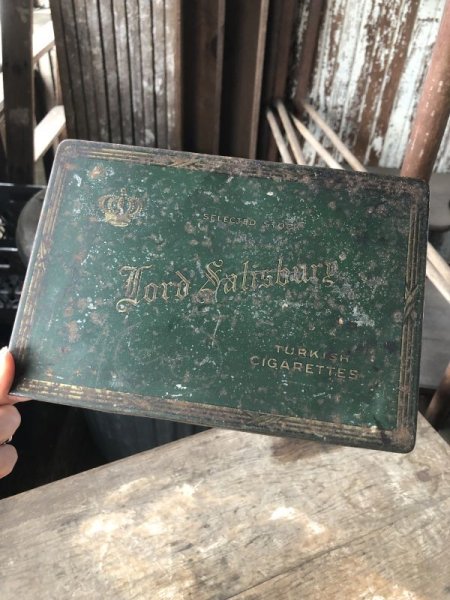 SELECTED STOCK
Lord Salisbury
TURKISH
CIGARETTES